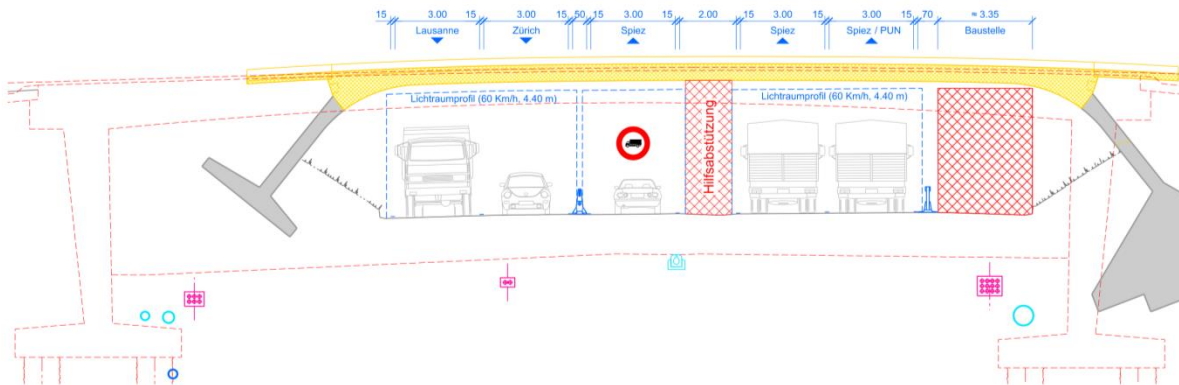 15 3.00 15 3.00 15 50 15 3.00 15 2.00 15 3.00 15 3.00 15 70 ≈ 3.35
Lausanne Zürich Spiez Spiez Spiez / PUN Baustelle
Lichtraumprofil (60 Km/h, 4.40 m) Lichtraumprofil (60 Km/h, 4.40 m)
Hilfsabstützung